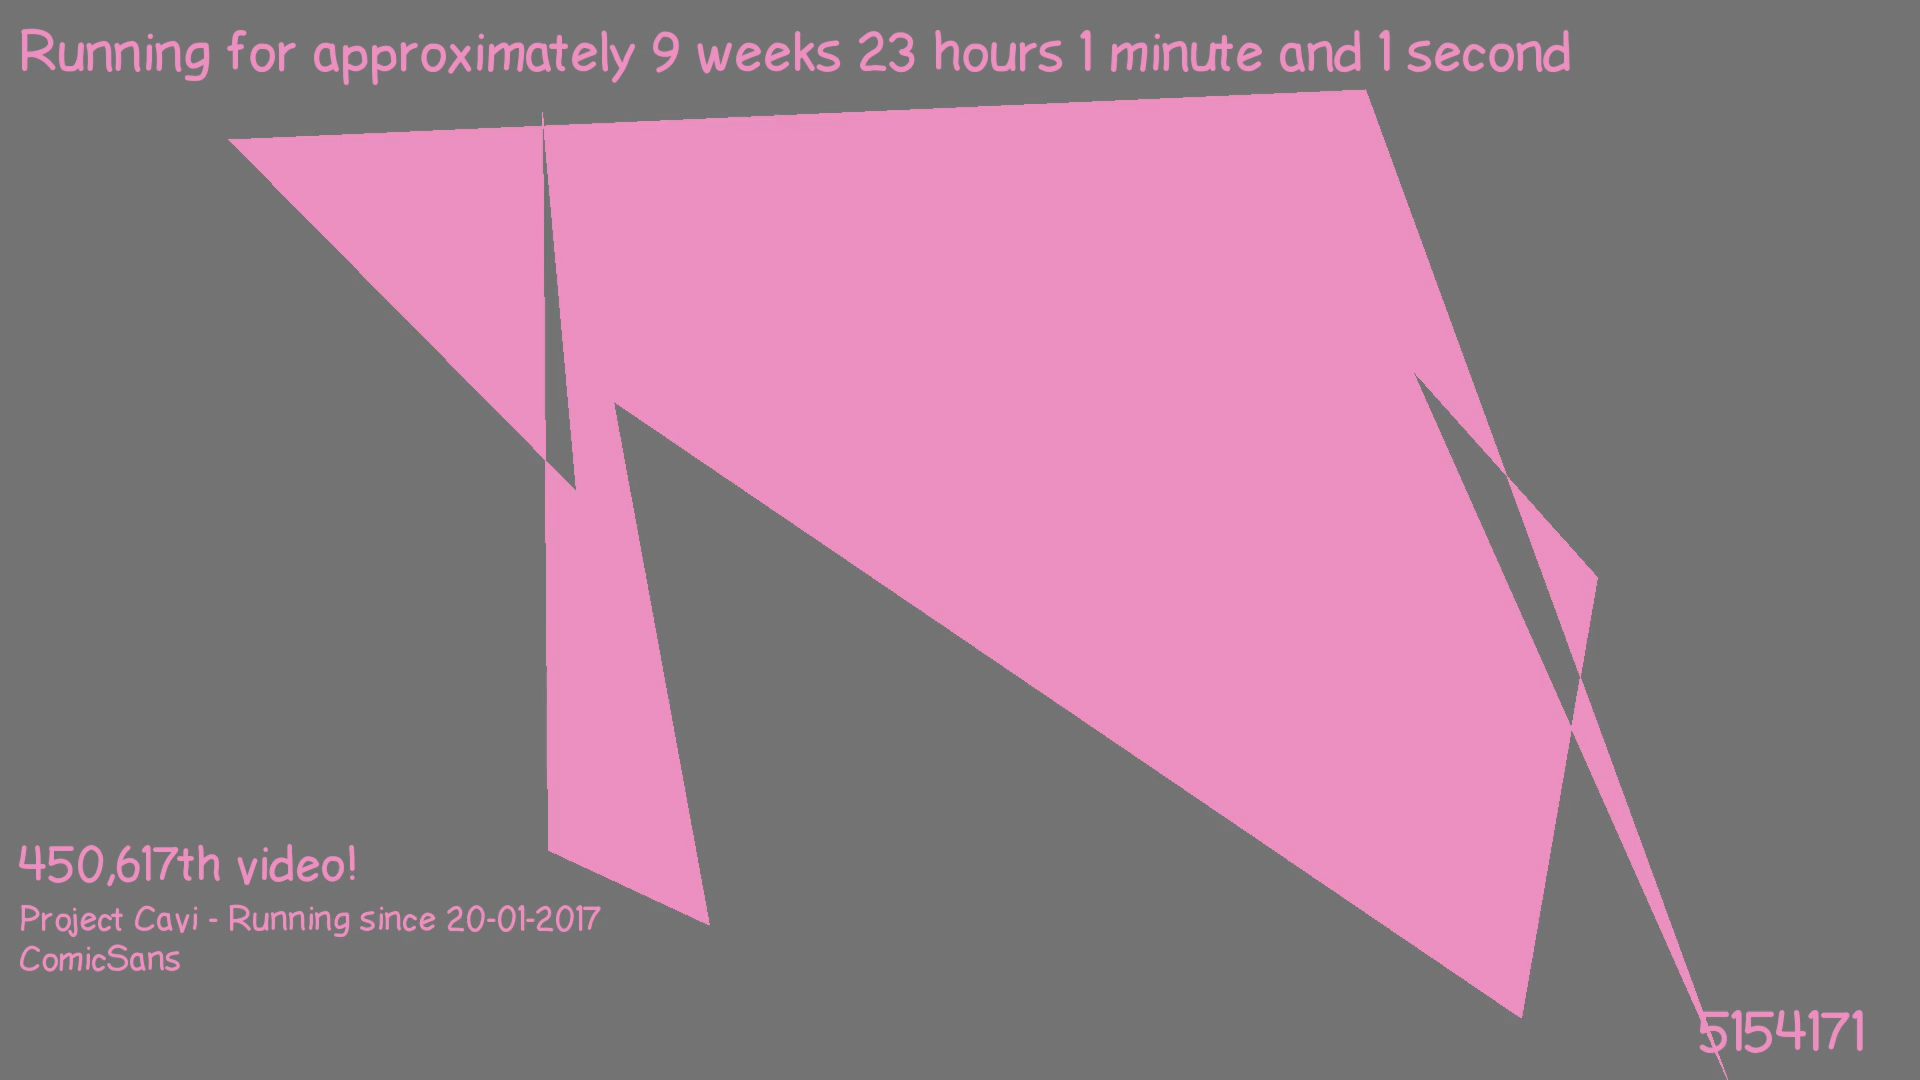 Running for approximately 9 weeks 23 hours 1 minute and 1 second
450,617th video!
Project Cavi - Running since 20-01-2017
ComicSans
5154171